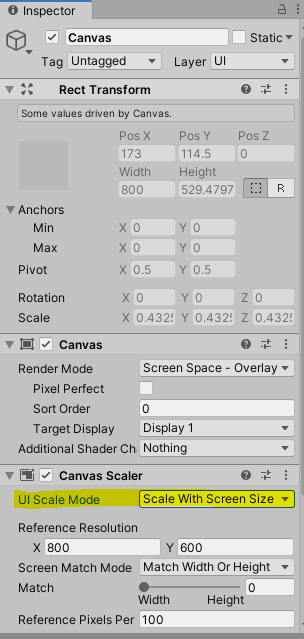 Inspector
Canvas Static
Tag Untagged Layer UI
Rect Transform
Some values driven by Canvas.
Pos X Pos Y Pos Z
173 114.5 0
Width Height
800 529.4797 R
Anchors
Min X 0 Y 0
Max X 0 Y 0
Pivot X 0.5 Y 0.5
Rotation X 0 Y 0 Z 0
Scale X 0.432 Y 0.432 Z 0.432
Canvas
Render Mode Screen Space - Overlay
Pixel Perfect
Sort Order 0
Target Display Display 1
Additional Shader Cha Nothing
Canvas Scaler
UI Scale Mode Scale With Screen Size
Reference Resolution
X 800 Y 600
Screen Match Mode Match Width Or Height
Match 0
Width Height
Reference Pixels Per 100